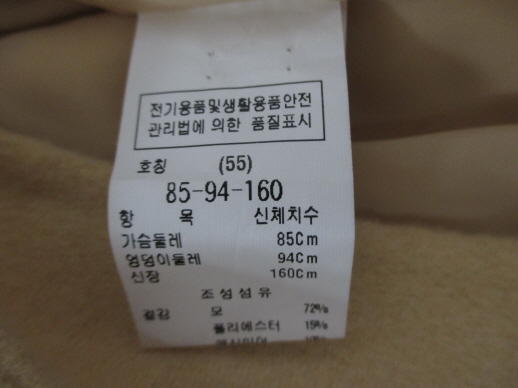 전기용품및생활용품안전
관리법에 의한 품질표시
호칭 (55)
85-94-160
항 목 신체치수
가슴둘레 85Cm
엉덩이둘레 94Cm
신장 160Cm
조성섬유
겉감 모 72%
폴리에스터 15%